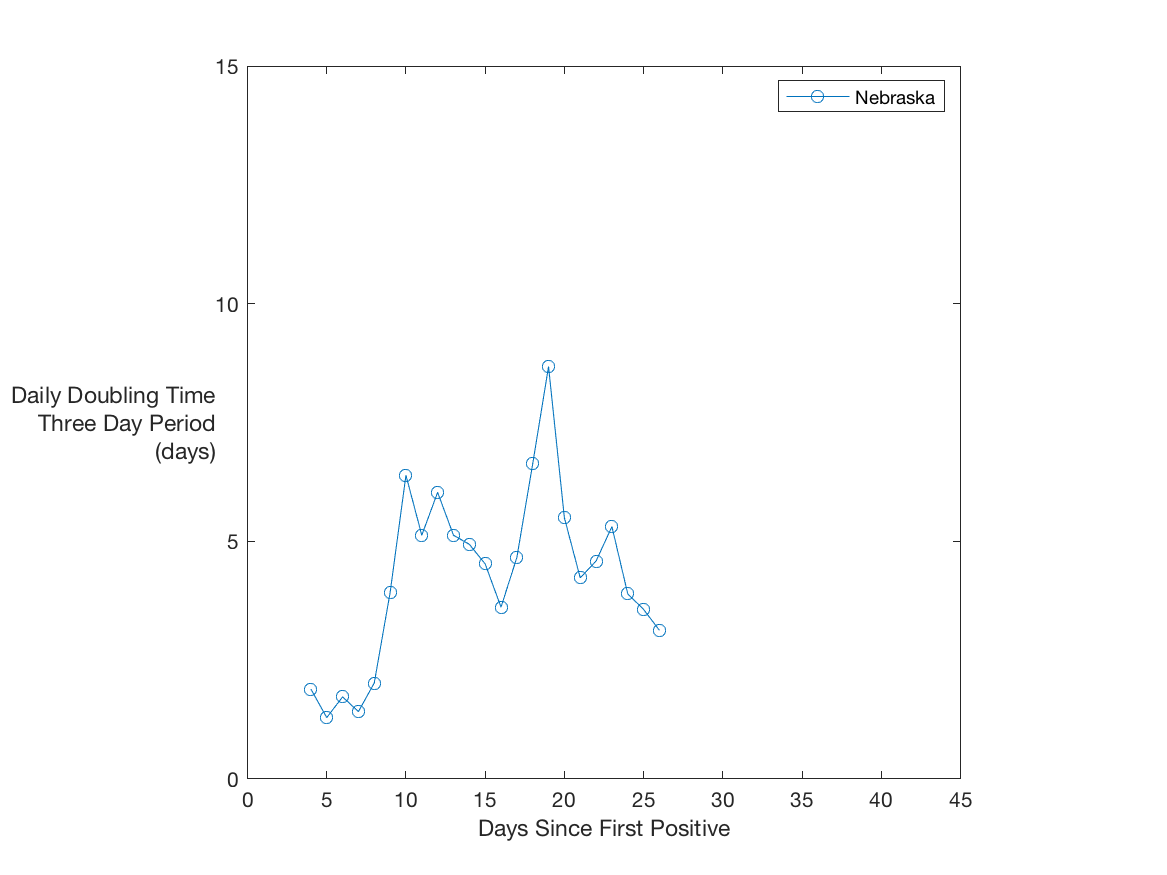 15
Nebraska
10
Daily Doubling Time
Three Day Period
(days)
5
0
0 5 10 15 20 25 30 35 40 45
Days Since First Positive